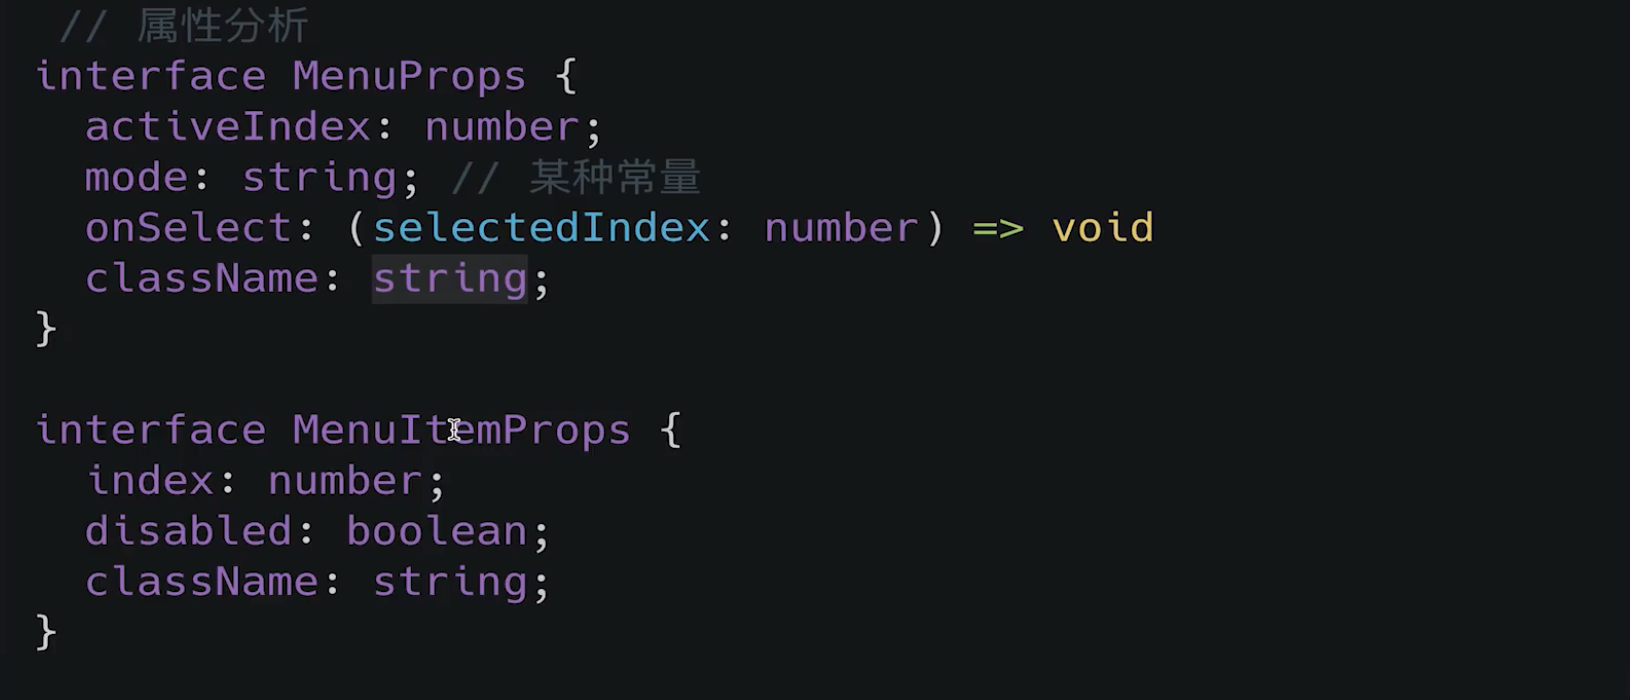 // 属性分析
interface MenuProps {
  activeIndex: number;
  mode: string; // 某种常量
  onSelect: (selectedIndex: number) => void
  className: string;
}
interface MenuItemProps {
  index: number;
  disabled: boolean;
  className: string;
}